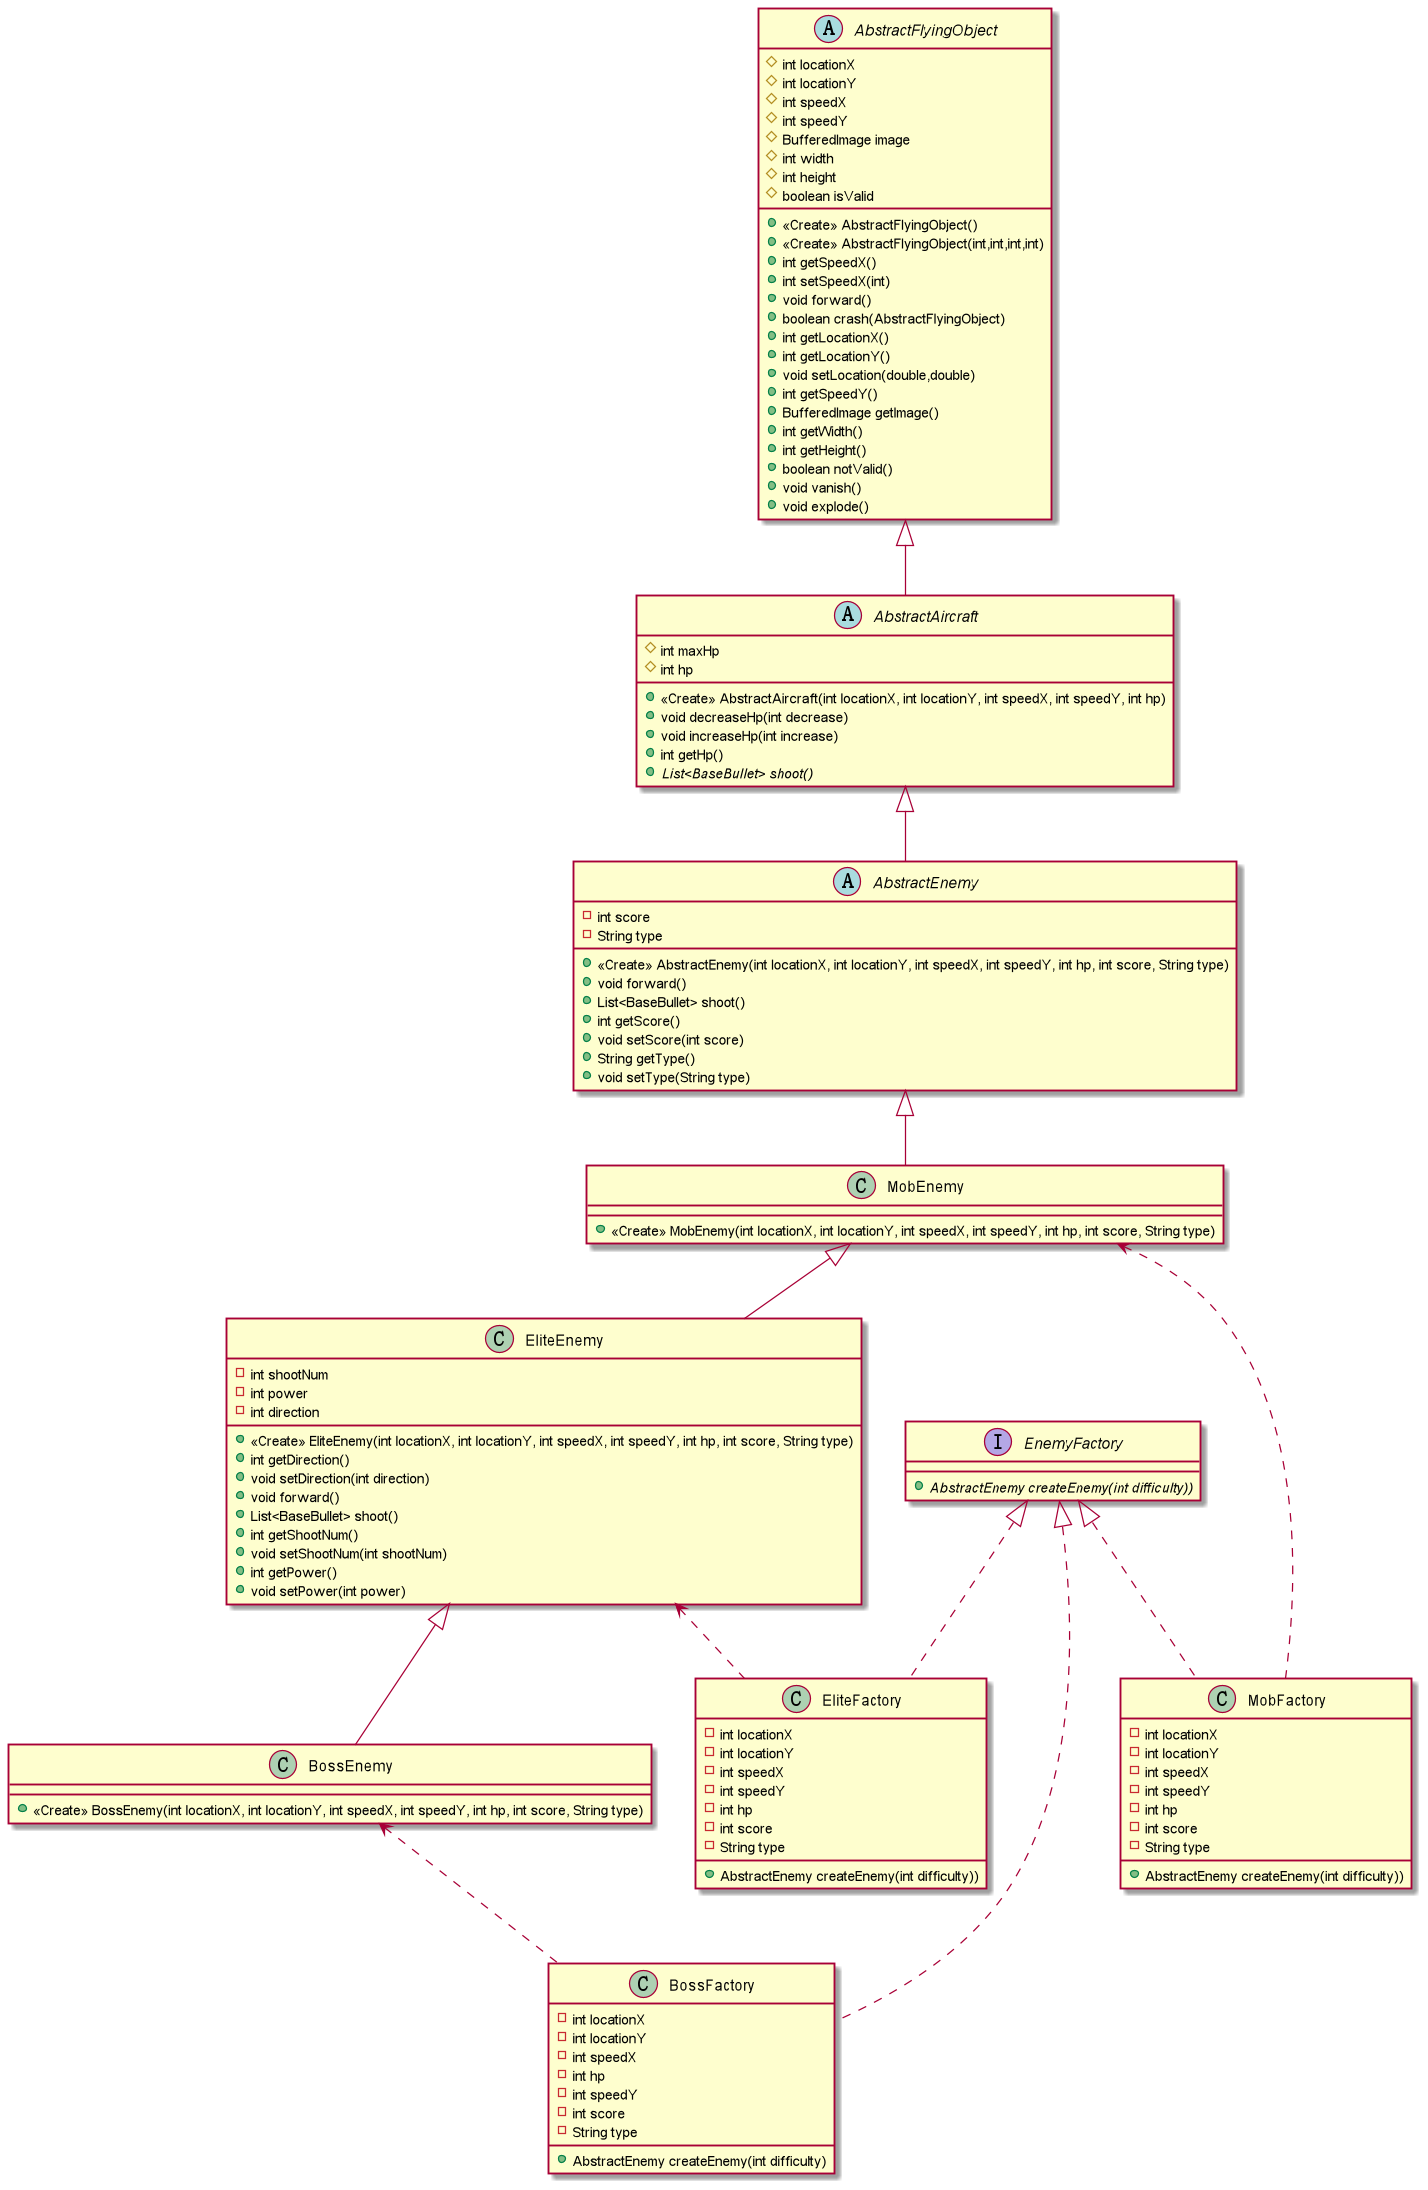 A AbstractFlyingObject
int locationX
int locationY
int speedX
int speedY
BufferedImage image
int width
int height
boolean isValid
«Create» AbstractFlyingObject()
«Create» AbstractFlyingObject(int,int,int,int)
int getSpeedX()
int setSpeedX(int)
void forward()
boolean crash(AbstractFlyingObject)
int getLocationX()
int getLocationY()
void setLocation(double,double)
int getSpeedY()
BufferedImage getImage()
int getWidth()
int getHeight()
boolean notValid()
void vanish()
void explode()
A AbstractAircraft
int maxHp
int hp
«Create» AbstractAircraft(int locationX, int locationY, int speedX, int speedY, int hp)
void decreaseHp(int decrease)
void increaseHp(int increase)
int getHp()
List<BaseBullet> shoot()
A AbstractEnemy
int score
String type
«Create» AbstractEnemy(int locationX, int locationY, int speedX, int speedY, int hp, int score, String type)
void forward()
List<BaseBullet> shoot()
int getScore()
void setScore(int score)
String getType()
void setType(String type)
C MobEnemy
«Create» MobEnemy(int locationX, int locationY, int speedX, int speedY, int hp, int score, String type)
C EliteEnemy
int shootNum
int power
int direction
«Create» EliteEnemy(int locationX, int locationY, int speedX, int speedY, int hp, int score, String type)
int getDirection()
void setDirection(int direction)
void forward()
List<BaseBullet> shoot()
int getShootNum()
void setShootNum(int shootNum)
int getPower()
void setPower(int power)
I EnemyFactory
AbstractEnemy createEnemy(int difficulty))
C BossEnemy
«Create» BossEnemy(int locationX, int locationY, int speedX, int speedY, int hp, int score, String type)
C EliteFactory
int locationX
int locationY
int speedX
int speedY
int hp
int score
String type
AbstractEnemy createEnemy(int difficulty))
C MobFactory
int locationX
int locationY
int speedX
int speedY
int hp
int score
String type
AbstractEnemy createEnemy(int difficulty))
C BossFactory
int locationX
int locationY
int speedX
int hp
int speedY
int score
String type
AbstractEnemy createEnemy(int difficulty)